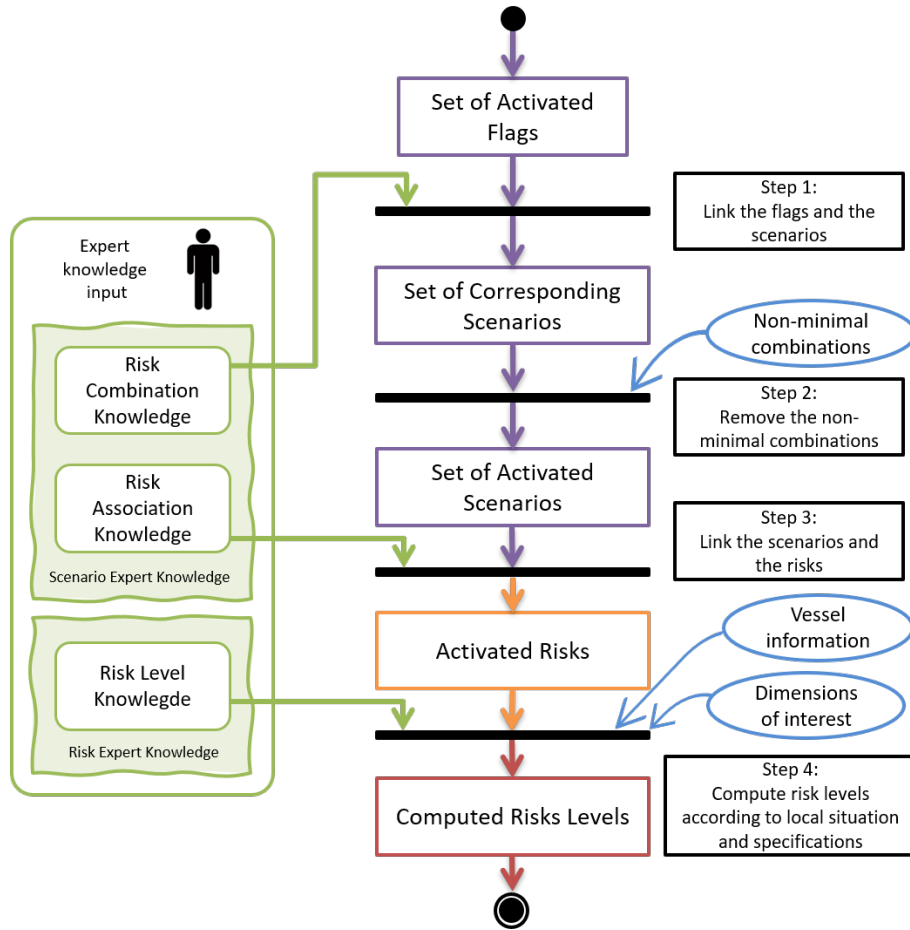 Set of Activated
Flags
Step 1:
Link the flags and the
scenarios
Expert
knowledge
input
Set of Corresponding
Scenarios
Non-minimal
combinations
Risk
Combination
Knowledge
Step 2:
Remove the non-
minimal combinations
Set of Activated
Scenarios
Risk
Association
Knowledge
Step 3:
Link the scenarios and
the risks
Scenario Expert Knowledge
Vessel
information
Activated Risks
Risk Level
Knowlegde
Dimensions
of interest
Risk Expert Knowledge
Step 4:
Compute risk levels
according to local situation
and specifications
Computed Risks Levels